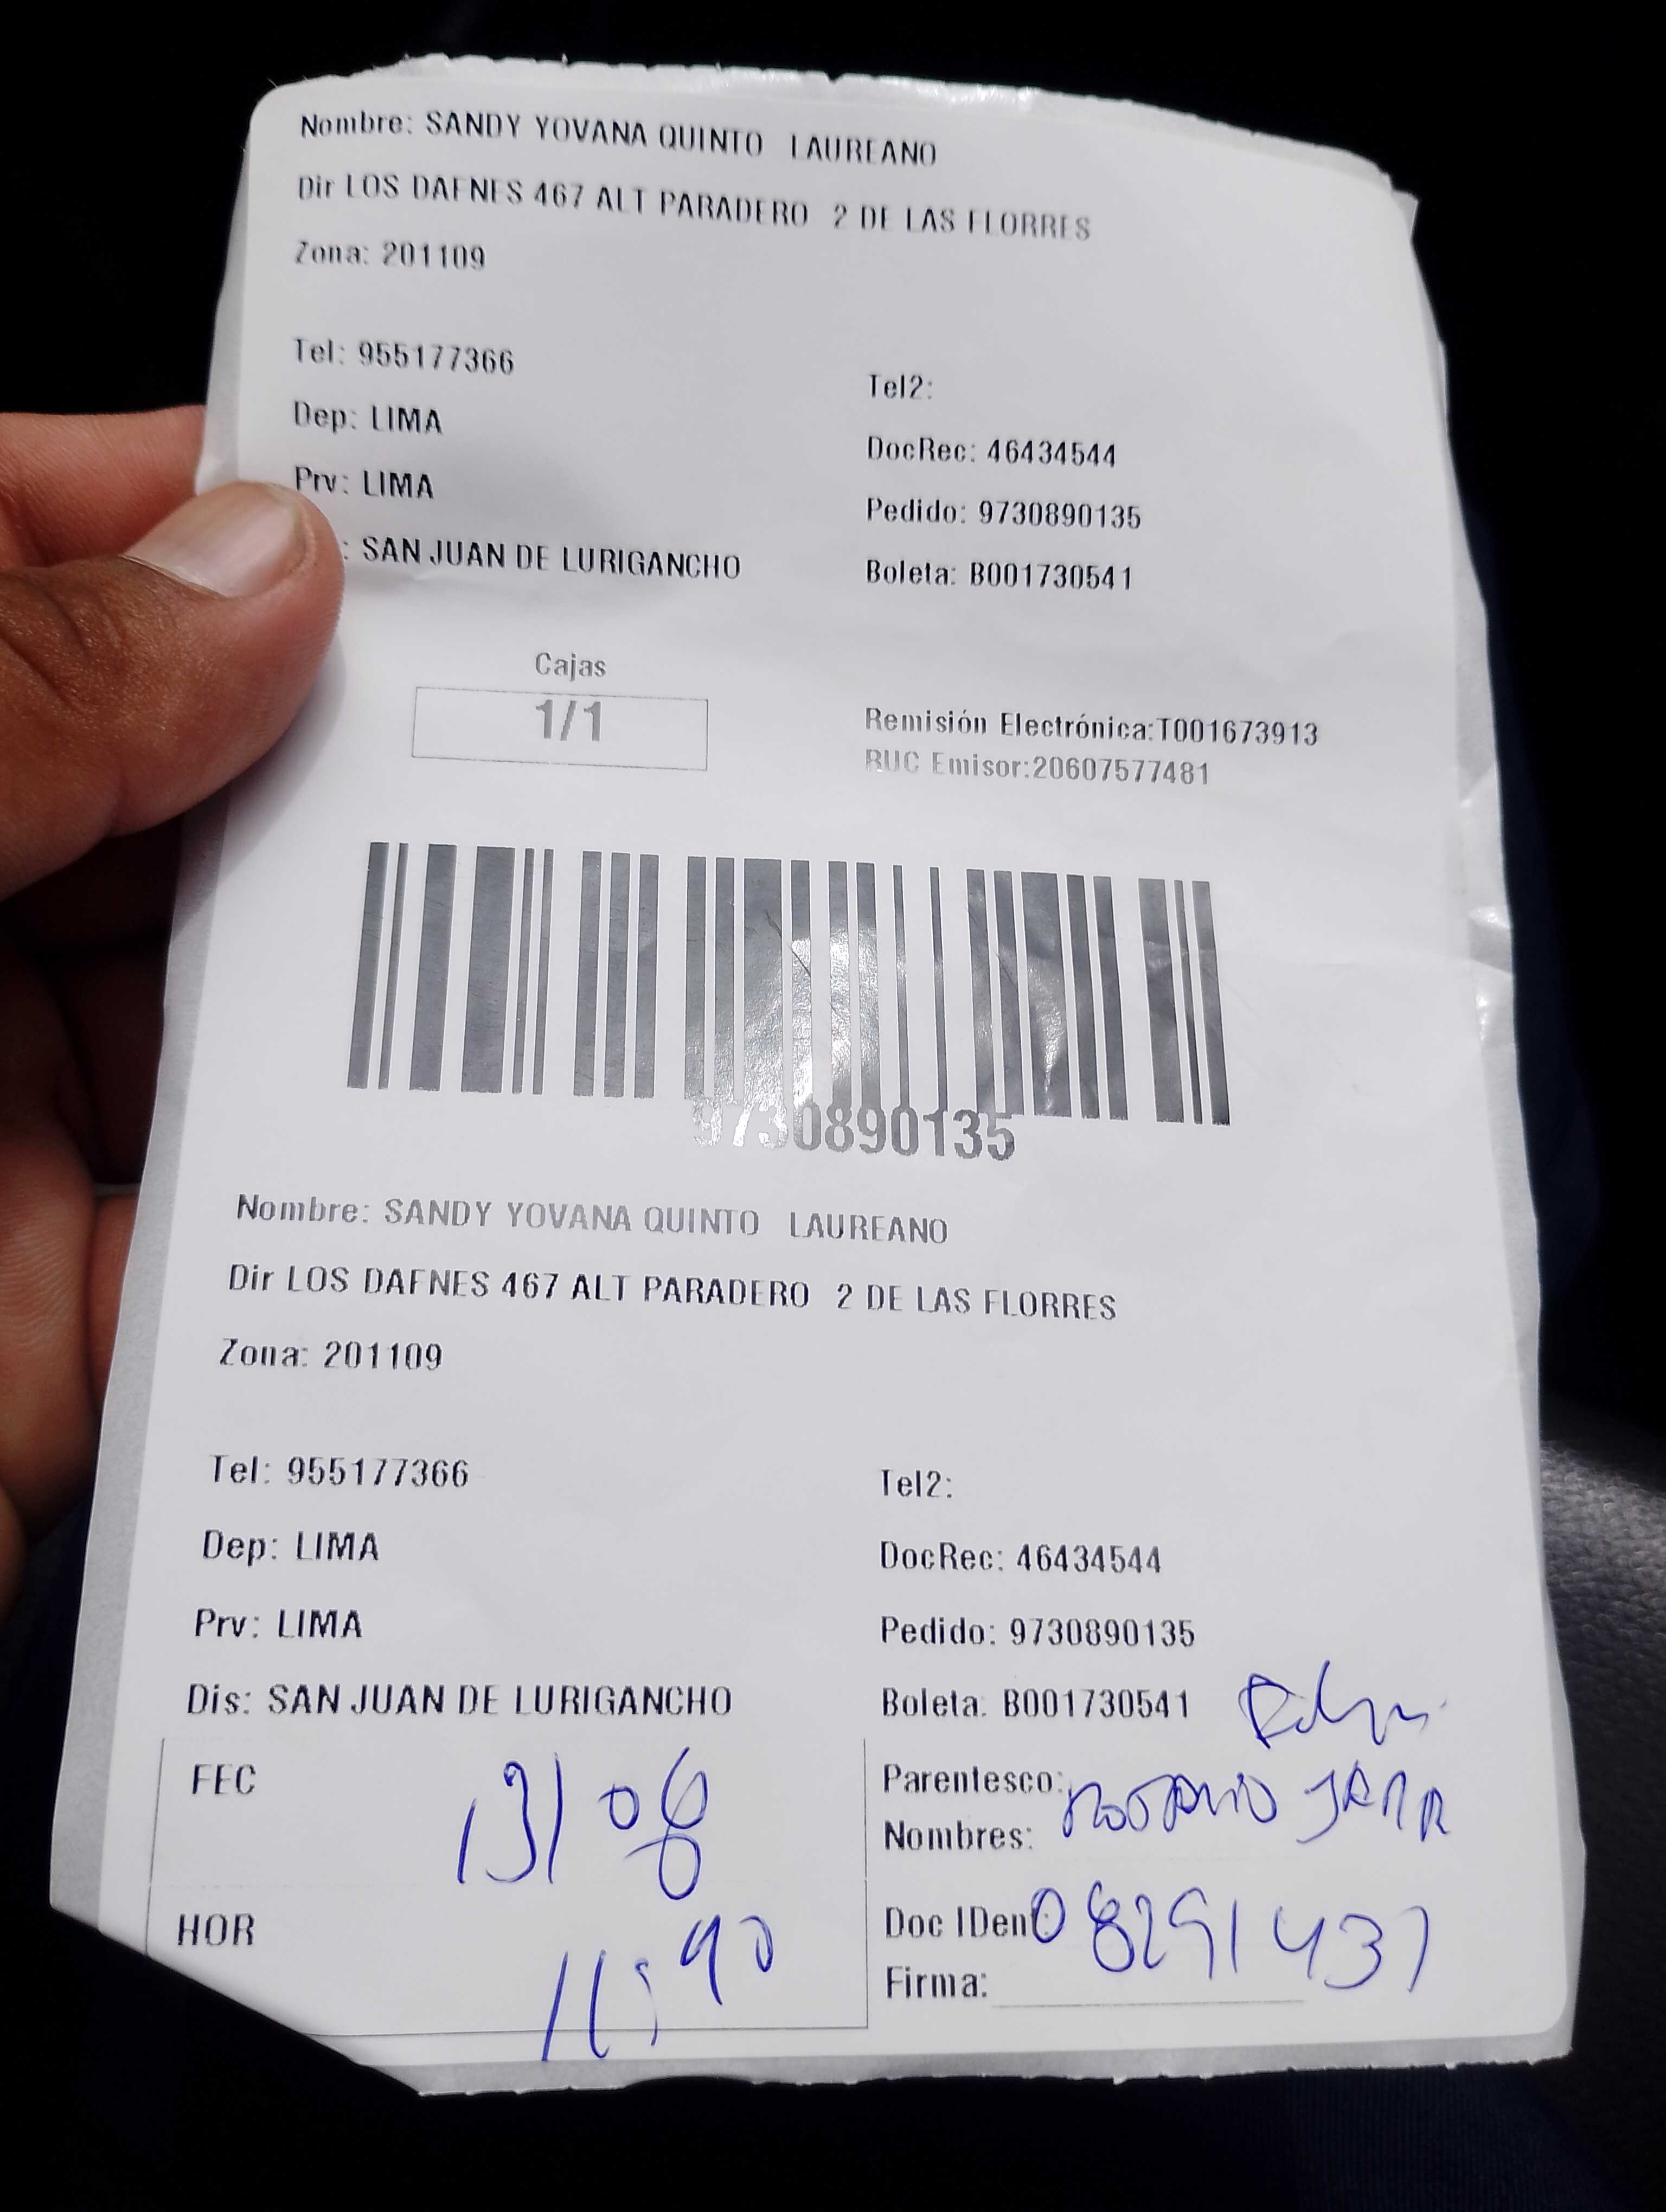 Nombre: SANDY YOVANA QUINTO LAUREANO
Dir LOS DAFNES 467 ALT PARADERO 2 DE LAS FLORRES
Zona: 201109
Tel: 955177366
Tel2:
Dep: LIMA
DocRec: 46434544
Prv: LIMA
Pedido: 9730890135
: SAN JUAN DE LURIGANCHO
Boleta: B001730541
Cajas
1/1
Remisión Electrónica:T001673913
RUC Emisor:20607577481
9730890135
Nombre: SANDY YOVANA QUINTO LAUREANO
Dir LOS DAFNES 467 ALT PARADERO 2 DE LAS FLORRES
Zona: 201109
Tel: 955177366
Tel2:
Dep: LIMA
DocRec: 46434544
Prv: LIMA
Pedido: 9730890135
Dis: SAN JUAN DE LURIGANCHO
Boleta: B001730541
FEC 13/08
Parentesco:
Nombres: JARA
HOR
Doc IDent: 08291437
Firma: